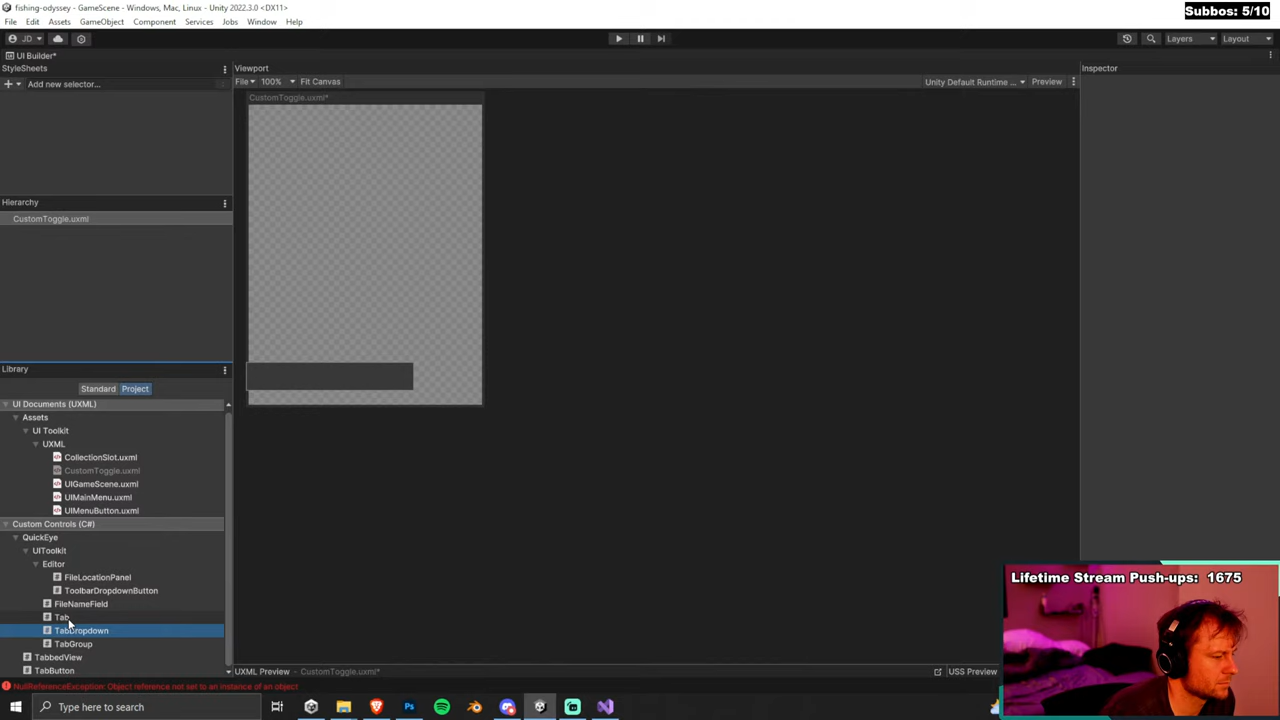 fishing-odyssey - GameScene - Windows, Mac, Linux - Unity 2022.3.0 <DX11>
Subbos: 5/10
File Edit Assets GameObject Component Services Jobs Window Help
JD
Layers
Layout
UI Builder*
StyleSheets
Viewport
Inspector
Add new selector...
File
100%
Fit Canvas
Unity Default Runtime ...
Preview
CustomToggle.uxml*
Hierarchy
CustomToggle.uxml
Library
Standard
Project
UI Documents (UXML)
Assets
UI Toolkit
UXML
CollectionSlot.uxml
CustomToggle.uxml
UIGameScene.uxml
UIMainMenu.uxml
UIMenuButton.uxml
Custom Controls (C#)
QuickEye
UIToolkit
Editor
FileLocationPanel
ToolbarDropdownButton
FileNameField
Tab
TabDropdown
TabGroup
TabbedView
TabButton
Lifetime Stream Push-ups: 1675
UXML Preview - CustomToggle.uxml*
USS Preview
NullReferenceException: Object reference not set to an instance of an object
Type here to search